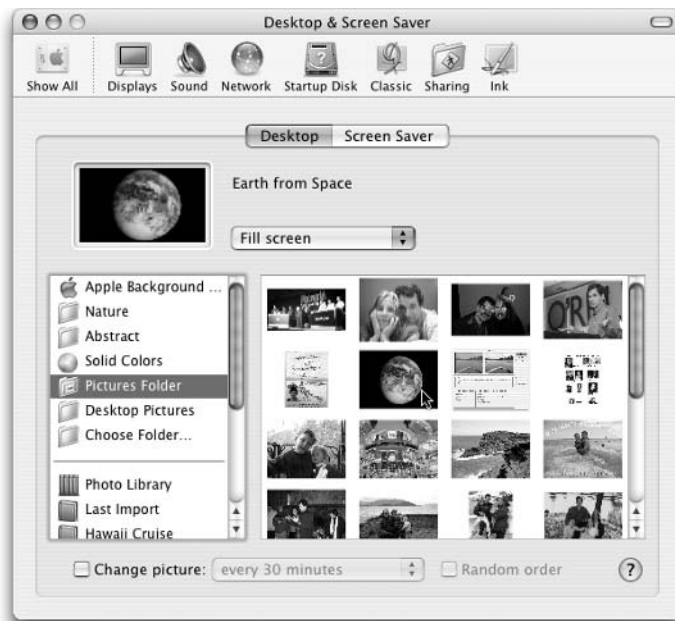 Desktop & Screen Saver
Show All Displays Sound Network Startup Disk Classic Sharing Ink
Desktop Screen Saver
Earth from Space
Fill screen
Apple Background ...
Nature
Abstract
Solid Colors
Pictures Folder
Desktop Pictures
Choose Folder...
Photo Library
Last Import
Hawaii Cruise
O'R
Change picture: every 30 minutes Random order ?